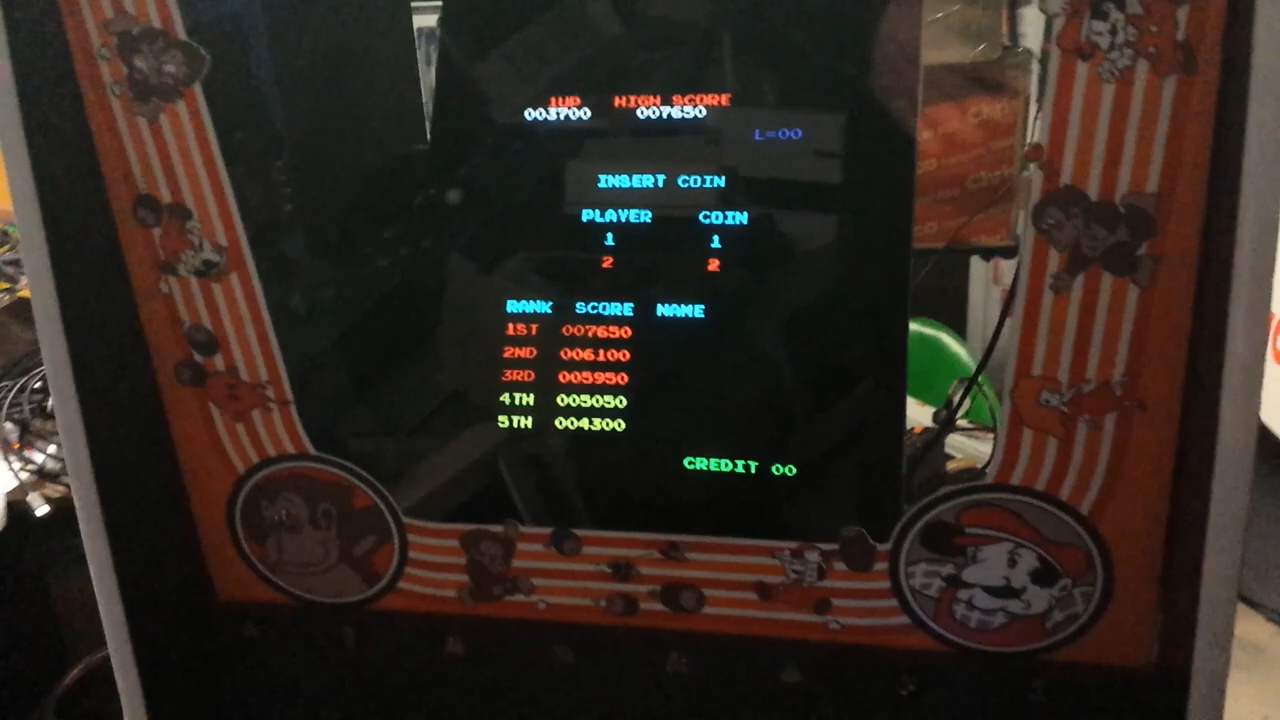 1UP HIGH SCORE
003700 007650
L=00
INSERT COIN
PLAYER COIN
1 1
2 2
RANK SCORE NAME
1ST 007650
2ND 006100
3RD 005950
4TH 005050
5TH 004300
CREDIT 00